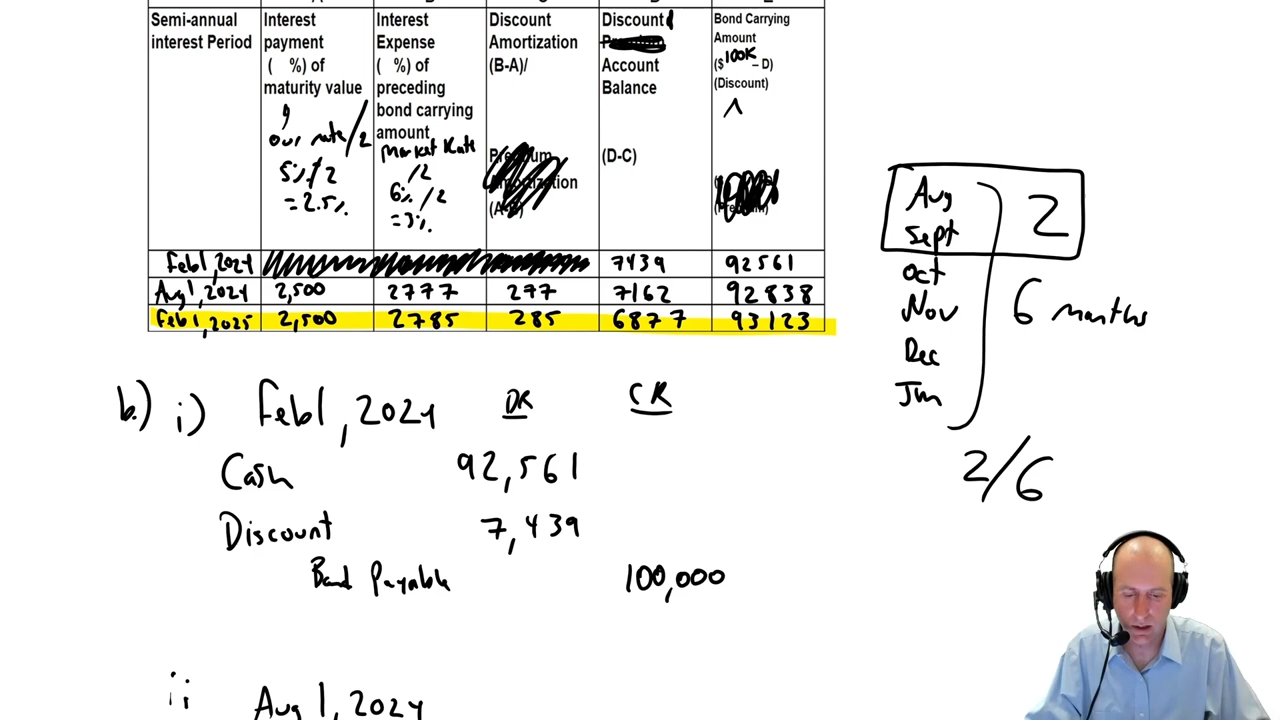 Semi-annual interest Period
Interest payment ( %) of maturity value
our rate/2
5%/2
=2.5%
Interest Expense ( %) of preceding bond carrying amount
Market Rate
/2
6%/2
=3%
Discount Amortization (B-A)/
Discount
Account Balance
(D-C)
Bond Carrying Amount
($100K – D)
(Discount)
Feb1,2024 7439 92561
Aug1,2024 2,500 2777 277 7162 92838
Feb1,2025 2,500 2785 285 6877 93123
Aug
Sept
2
Oct
Nov
Dec
Jan
6 months
2/6
b.) i) Feb1,2024 DR CR
Cash 92,561
Discount 7,439
Bond Payable 100,000
ii Aug 1,2024